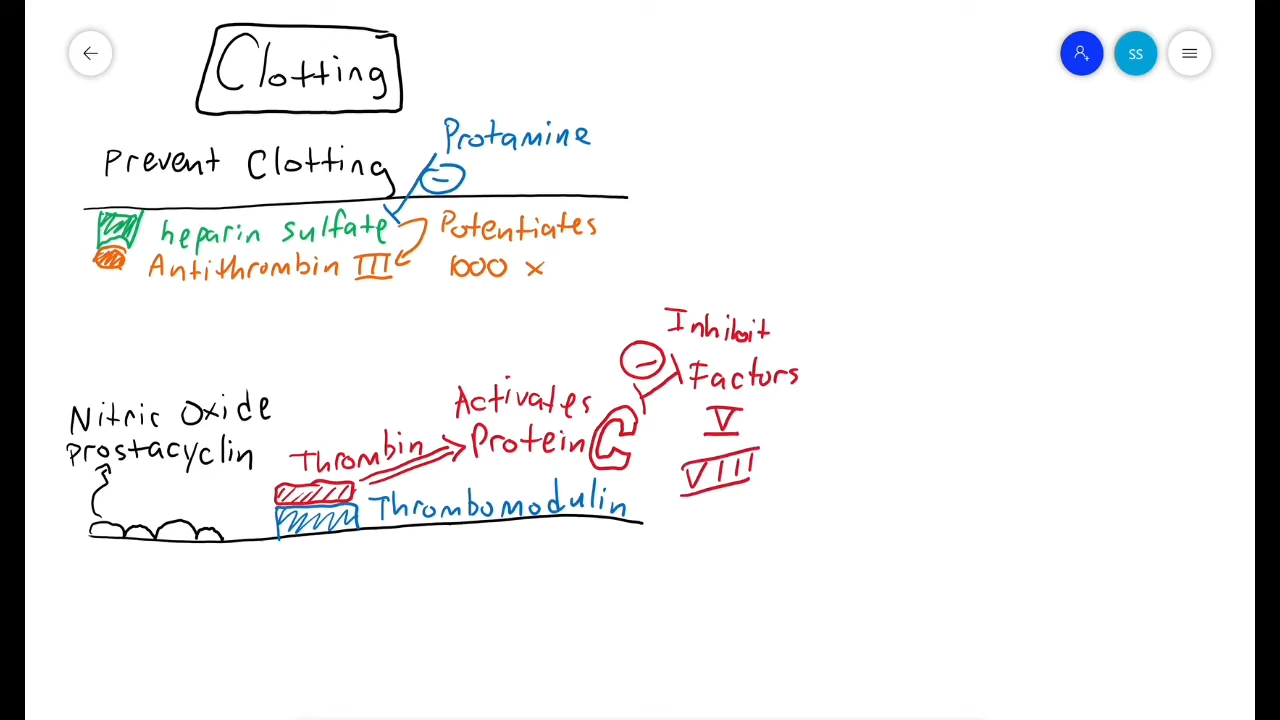 Clotting
SS
Protamine
Prevent Clotting
heparin sulfate
Potentiates
Antithrombin III
1000 x
Inhibit
Factors
V
VIII
Activates
Protein C
Nitric Oxide
prostacyclin
Thrombin
Thrombomodulin